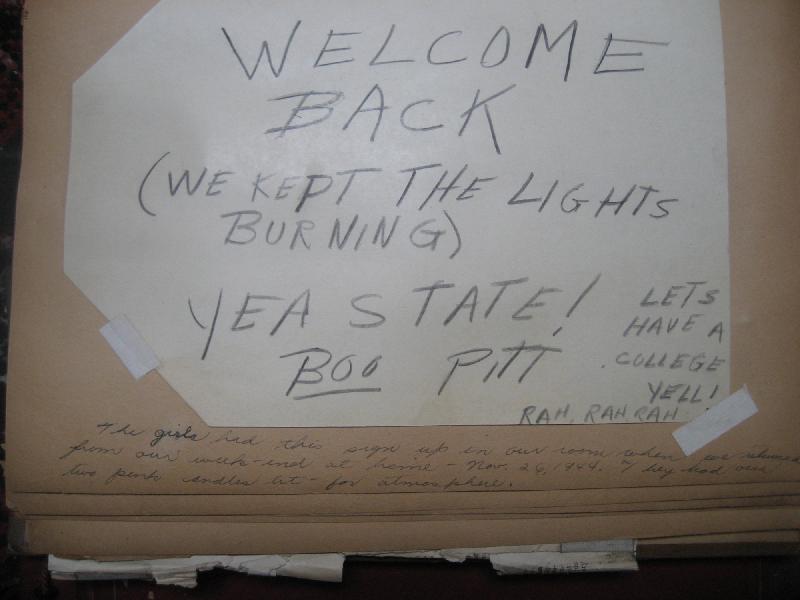 WELCOME
BACK
(WE KEPT THE LIGHTS
BURNING)
YEA STATE!
BOO PITT
LETS
HAVE A
COLLEGE
YELL!
RAH, RAH RAH
The girls had this sign up in our room when we returned
from our week-end at home - Nov. 26, 1944. They had our
two pink candles lit - for atmosphere.